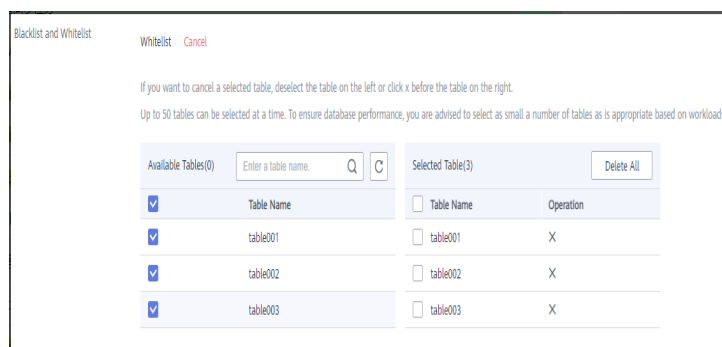 Blacklist and Whitelist
Whitelist Cancel
If you want to cancel a selected table, deselect the table on the left or click x before the table on the right.
Up to 50 tables can be selected at a time. To ensure database performance, you are advised to select as small a number of tables as is appropriate based on workload
Available Tables(0) Enter a table name. Selected Table(3) Delete All
Table Name Table Name Operation
table001 table001 X
table002 table002 X
table003 table003 X